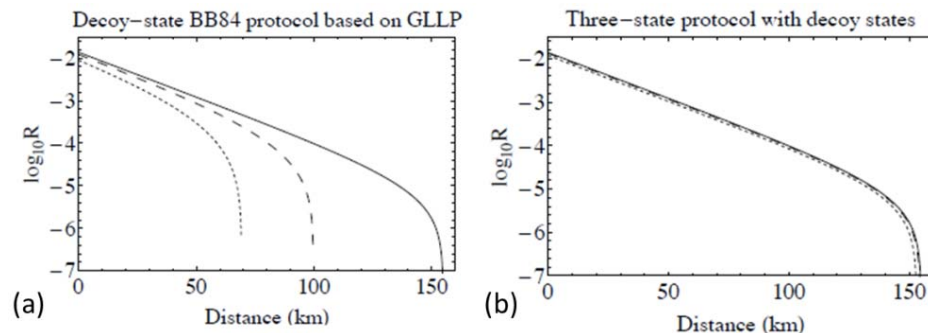 Decoy−state BB84 protocol based on GLLP
−2
−3
−4
−5
−6
−7
log10R
0
50
100
150
Distance (km)
(a)
Three−state protocol with decoy states
−2
−3
−4
−5
−6
−7
log10R
0
50
100
150
Distance (km)
(b)